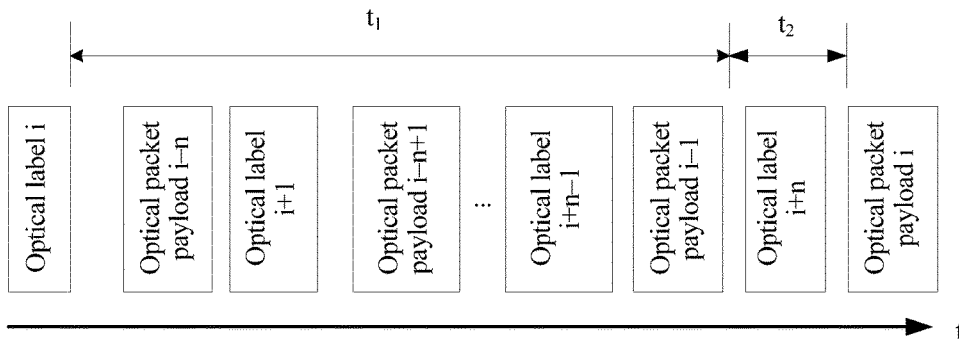 t₁
t₂
Optical label i
Optical packet
payload i–n
Optical label
i+1
Optical packet
payload i–n+1
...
Optical label
i+n–1
Optical packet
payload i–1
Optical label
i+n
Optical packet
payload i
t